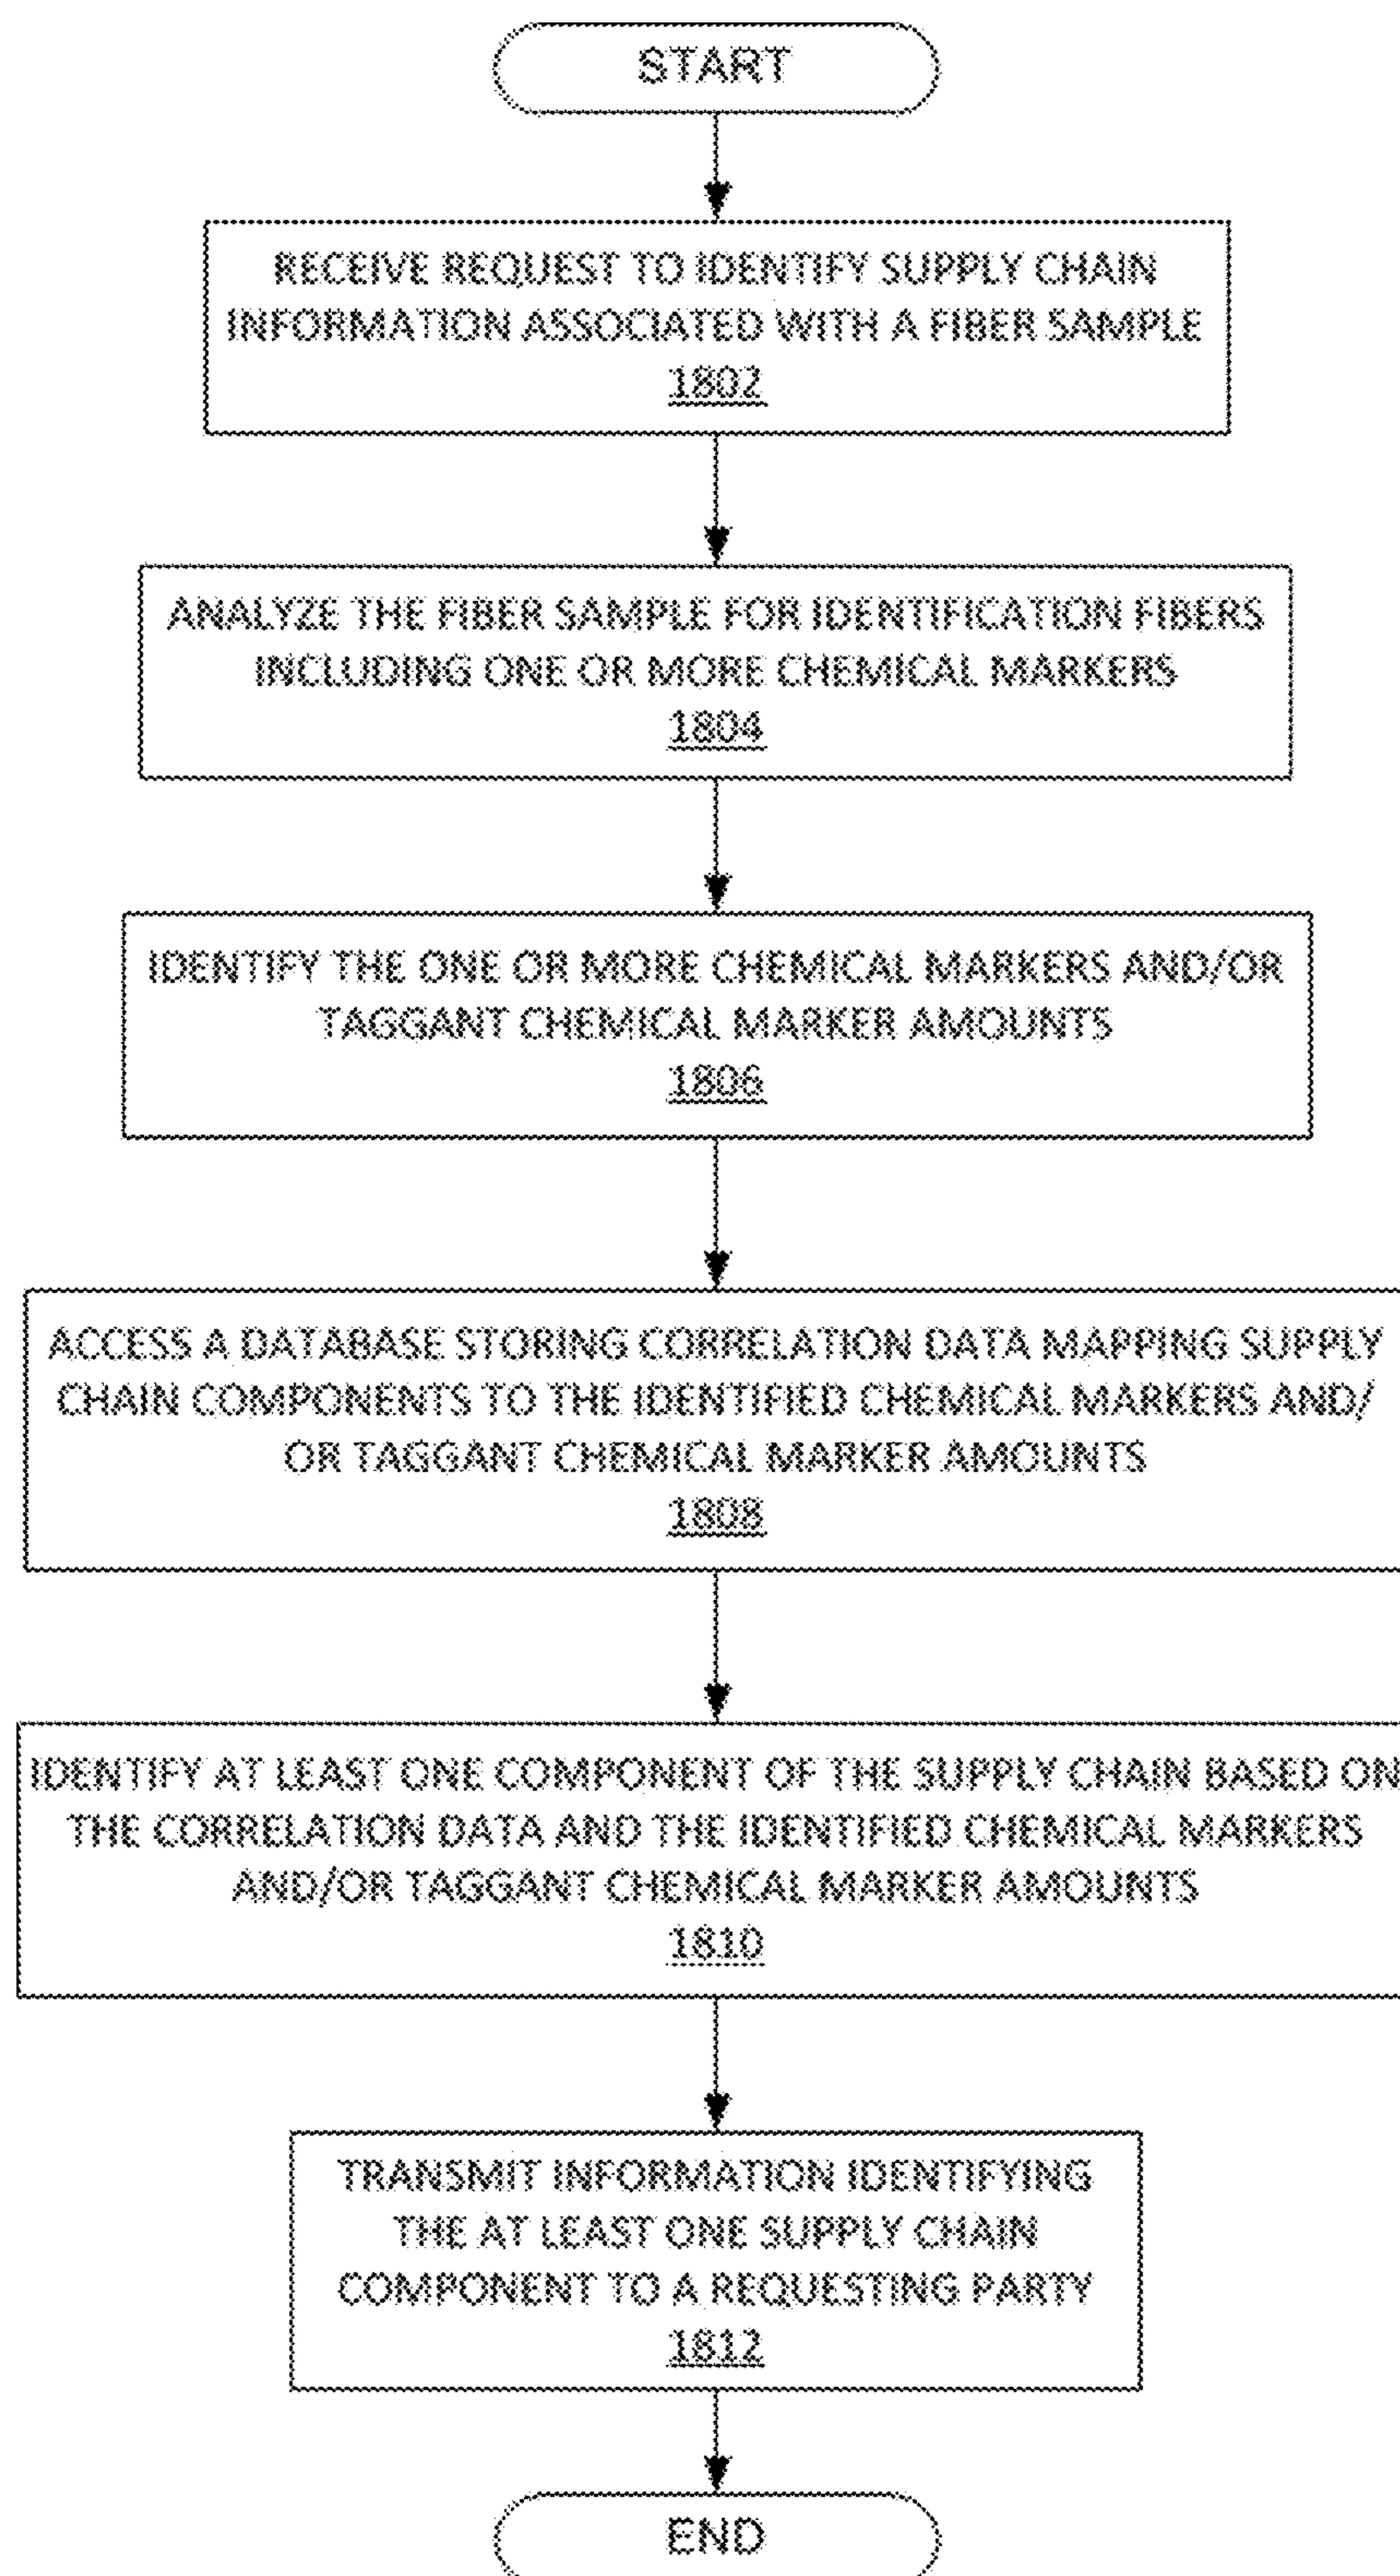 START
RECEIVE REQUEST TO IDENTIFY SUPPLY CHAIN
INFORMATION ASSOCIATED WITH A FIBER SAMPLE
1802
ANALYZE THE FIBER SAMPLE FOR IDENTIFICATION FIBERS
INCLUDING ONE OR MORE CHEMICAL MARKERS
1804
IDENTIFY THE ONE OR MORE CHEMICAL MARKERS AND/OR
TAGGANT CHEMICAL MARKER AMOUNTS
1806
ACCESS A DATABASE STORING CORRELATION DATA MAPPING SUPPLY
CHAIN COMPONENTS TO THE IDENTIFIED CHEMICAL MARKERS AND/
OR TAGGANT CHEMICAL MARKER AMOUNTS
1808
IDENTIFY AT LEAST ONE COMPONENT OF THE SUPPLY CHAIN BASED ON
THE CORRELATION DATA AND THE IDENTIFIED CHEMICAL MARKERS
AND/OR TAGGANT CHEMICAL MARKER AMOUNTS
1810
TRANSMIT INFORMATION IDENTIFYING
THE AT LEAST ONE SUPPLY CHAIN
COMPONENT TO A REQUESTING PARTY
1812
END